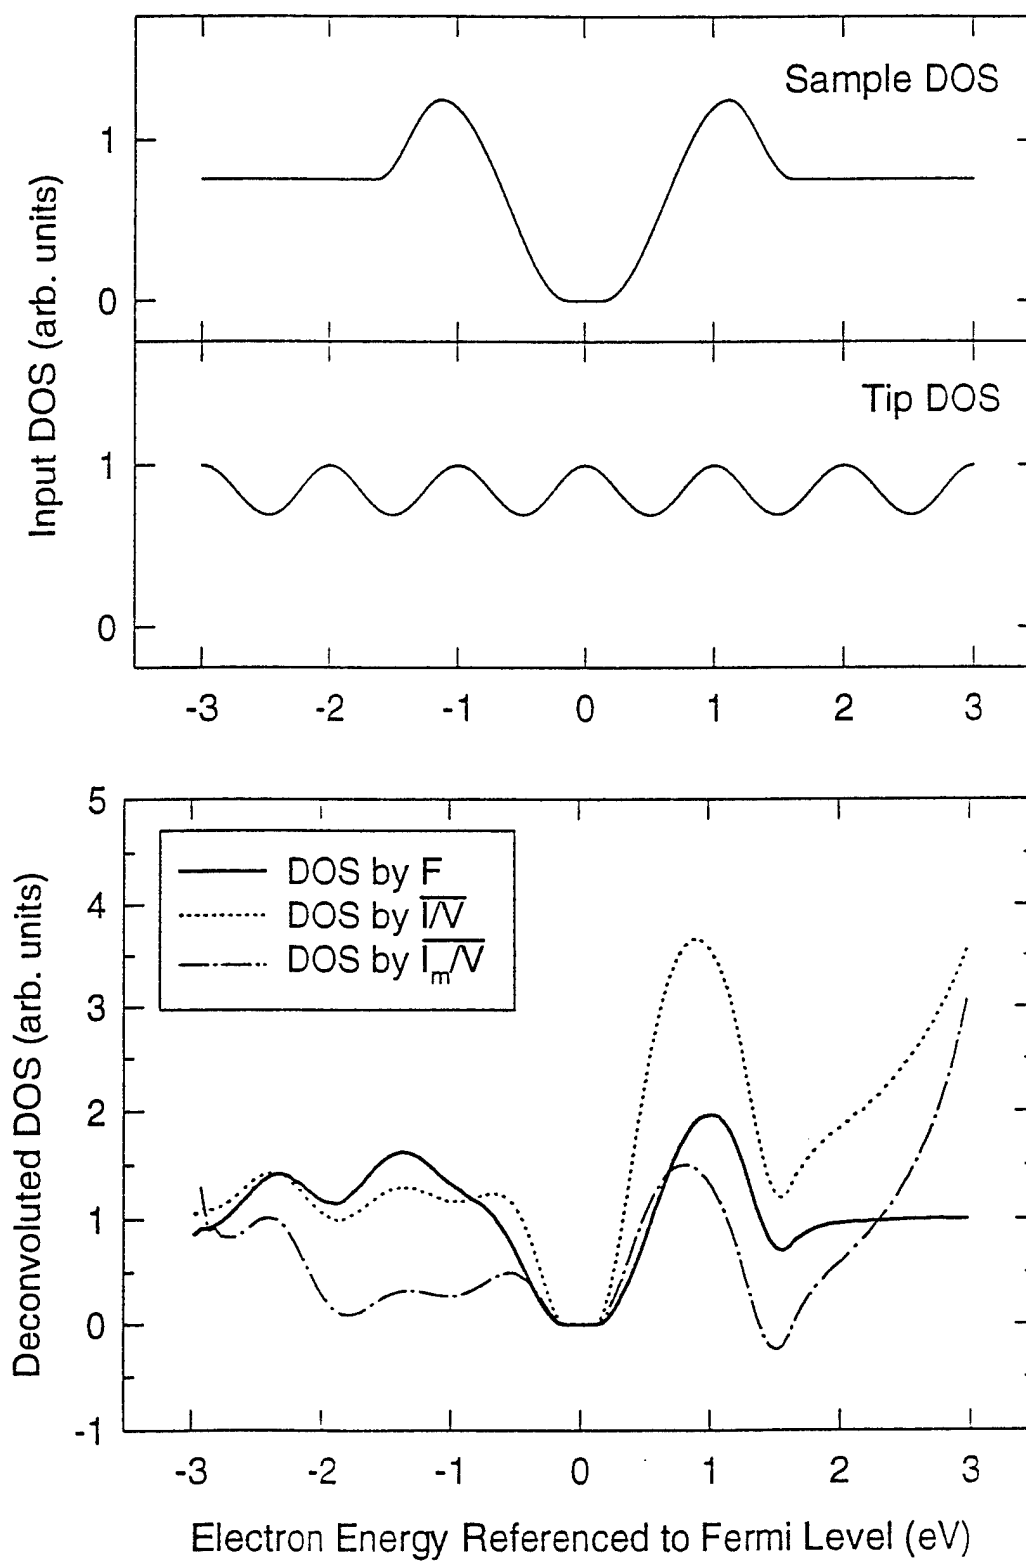 Sample DOS
1
0
Input DOS (arb. units)
Tip DOS
1
0
-3 -2 -1 0 1 2 3
5
4
3
2
1
0
-1
Deconvoluted DOS (arb. units)
DOS by F
DOS by I/V
DOS by Im/V
-3 -2 -1 0 1 2 3
Electron Energy Referenced to Fermi Level (eV)